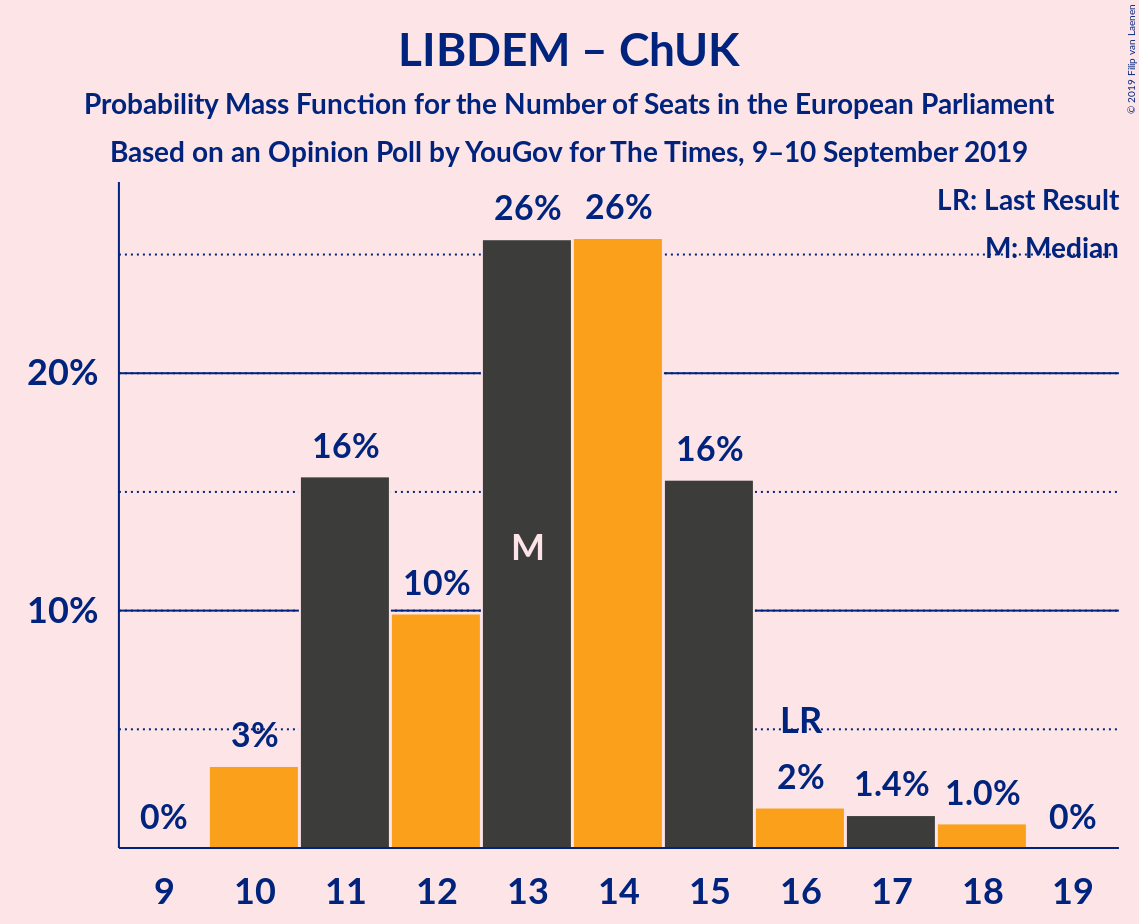 LIBDEM – ChUK
Probability Mass Function for the Number of Seats in the European Parliament
Based on an Opinion Poll by YouGov for The Times, 9–10 September 2019
© 2019 Filip van Laenen
LR: Last Result
M: Median
26% 26%
20%
16% 16%
M
10%
10%
LR
3%
2% 1.4% 1.0%
0% 0%
9 10 11 12 13 14 15 16 17 18 19